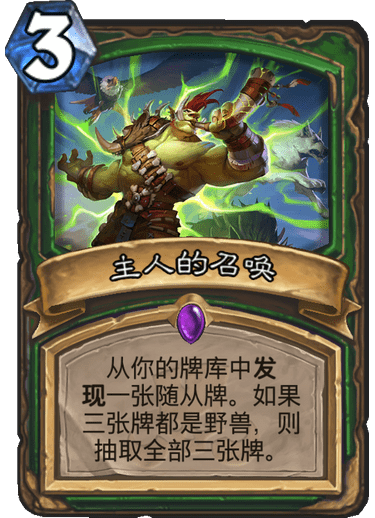 3
主人的召唤
从你的牌库中发
现一张随从牌。如果
三张牌都是野兽，则
抽取全部三张牌。